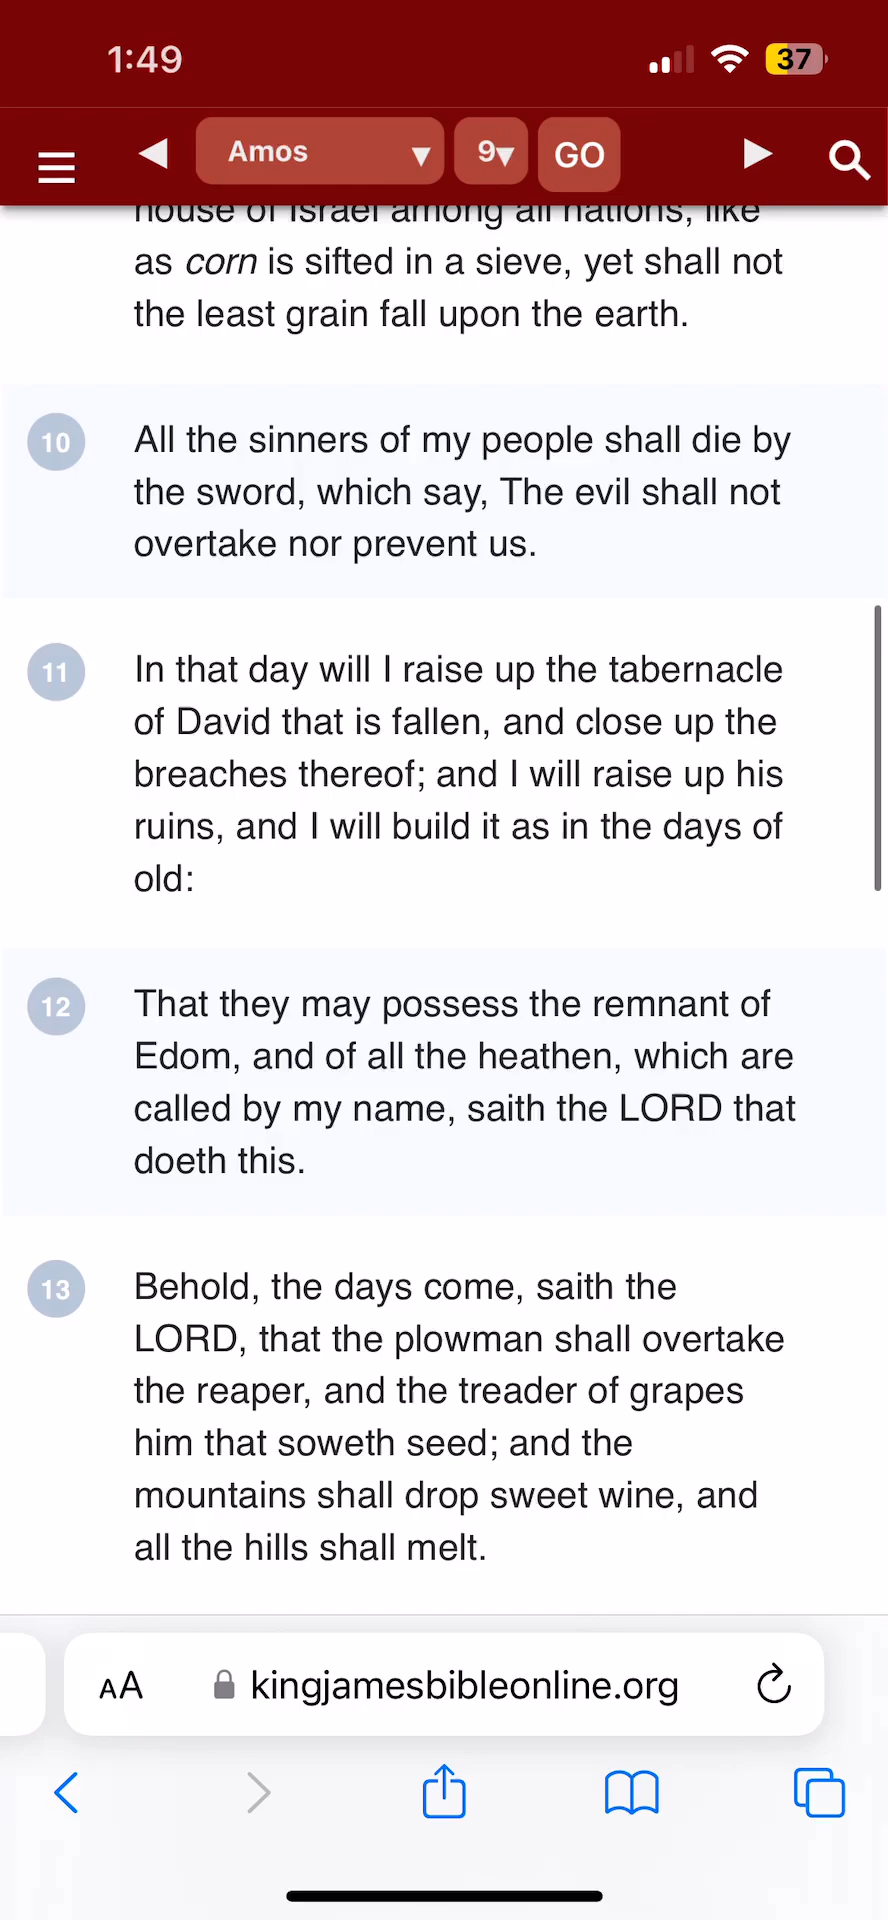 1:49
37
Amos
9
GO
house of Israel among all nations, like
as corn is sifted in a sieve, yet shall not
the least grain fall upon the earth.
10
All the sinners of my people shall die by
the sword, which say, The evil shall not
overtake nor prevent us.
11
In that day will I raise up the tabernacle
of David that is fallen, and close up the
breaches thereof; and I will raise up his
ruins, and I will build it as in the days of
old:
12
That they may possess the remnant of
Edom, and of all the heathen, which are
called by my name, saith the LORD that
doeth this.
13
Behold, the days come, saith the
LORD, that the plowman shall overtake
the reaper, and the treader of grapes
him that soweth seed; and the
mountains shall drop sweet wine, and
all the hills shall melt.
AA
kingjamesbibleonline.org